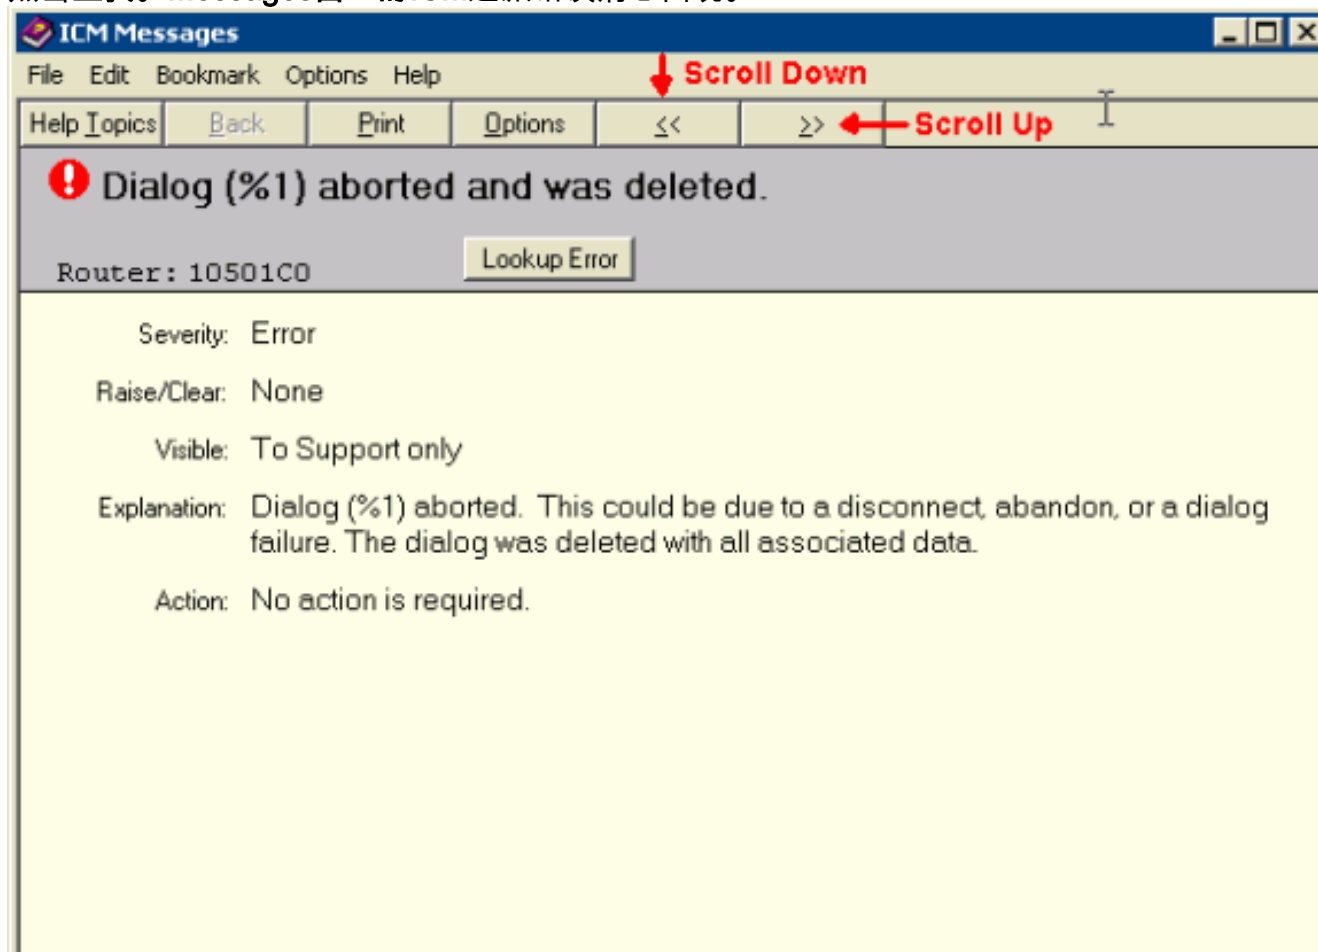 ICM Messages
File Edit Bookmark Options Help
Scroll Down
Help Topics Back Print Options << >> Scroll Up
Dialog (%1) aborted and was deleted.
Router: 10501C0 Lookup Error
Severity: Error
Raise/Clear: None
Visible: To Support only
Explanation: Dialog (%1) aborted. This could be due to a disconnect, abandon, or a dialog
failure. The dialog was deleted with all associated data.
Action: No action is required.